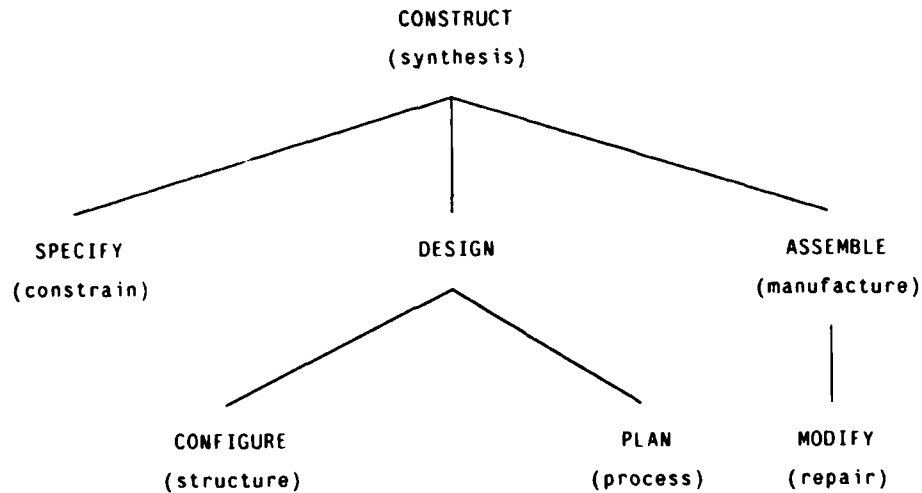 CONSTRUCT
(synthesis)
SPECIFY
(constrain)
DESIGN
ASSEMBLE
(manufacture)
CONFIGURE
(structure)
PLAN
(process)
MODIFY
(repair)